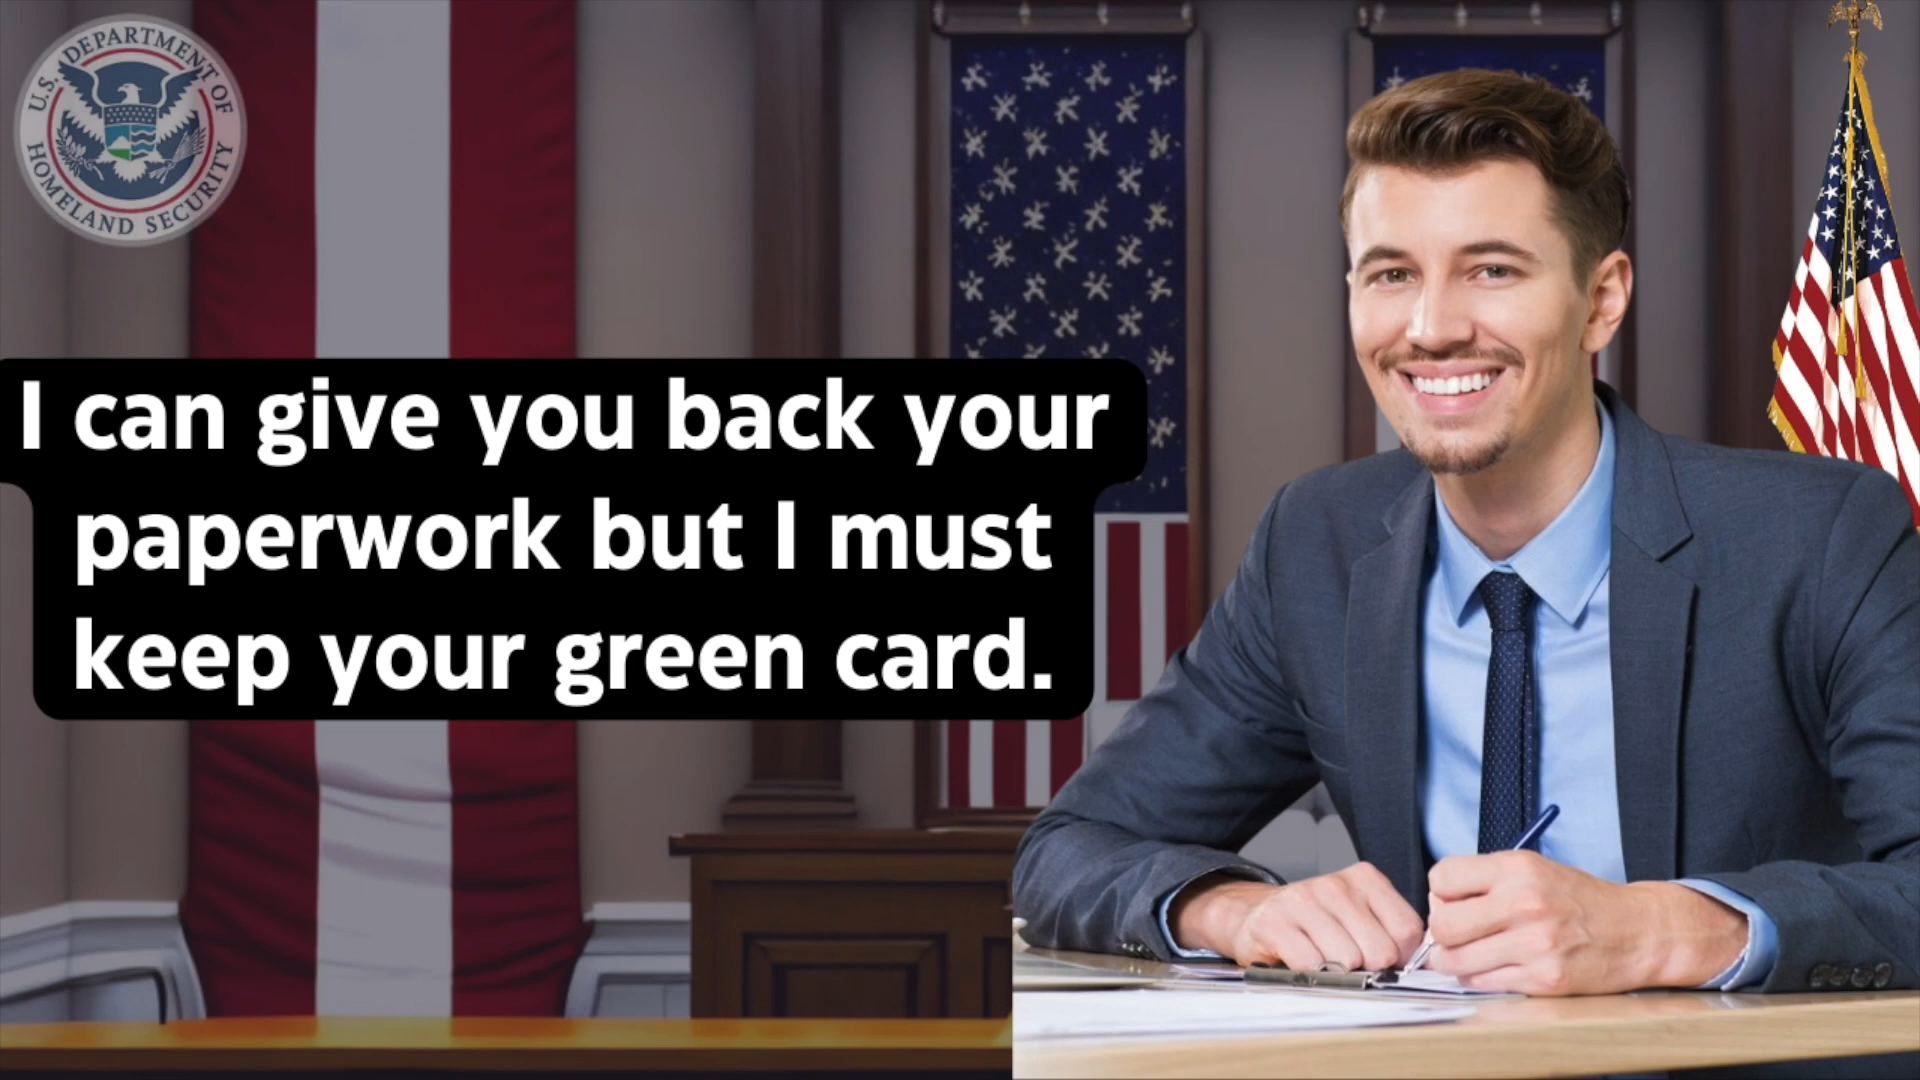 U.S. DEPARTMENT OF
HOMELAND SECURITY
I can give you back your
paperwork but I must
keep your green card.